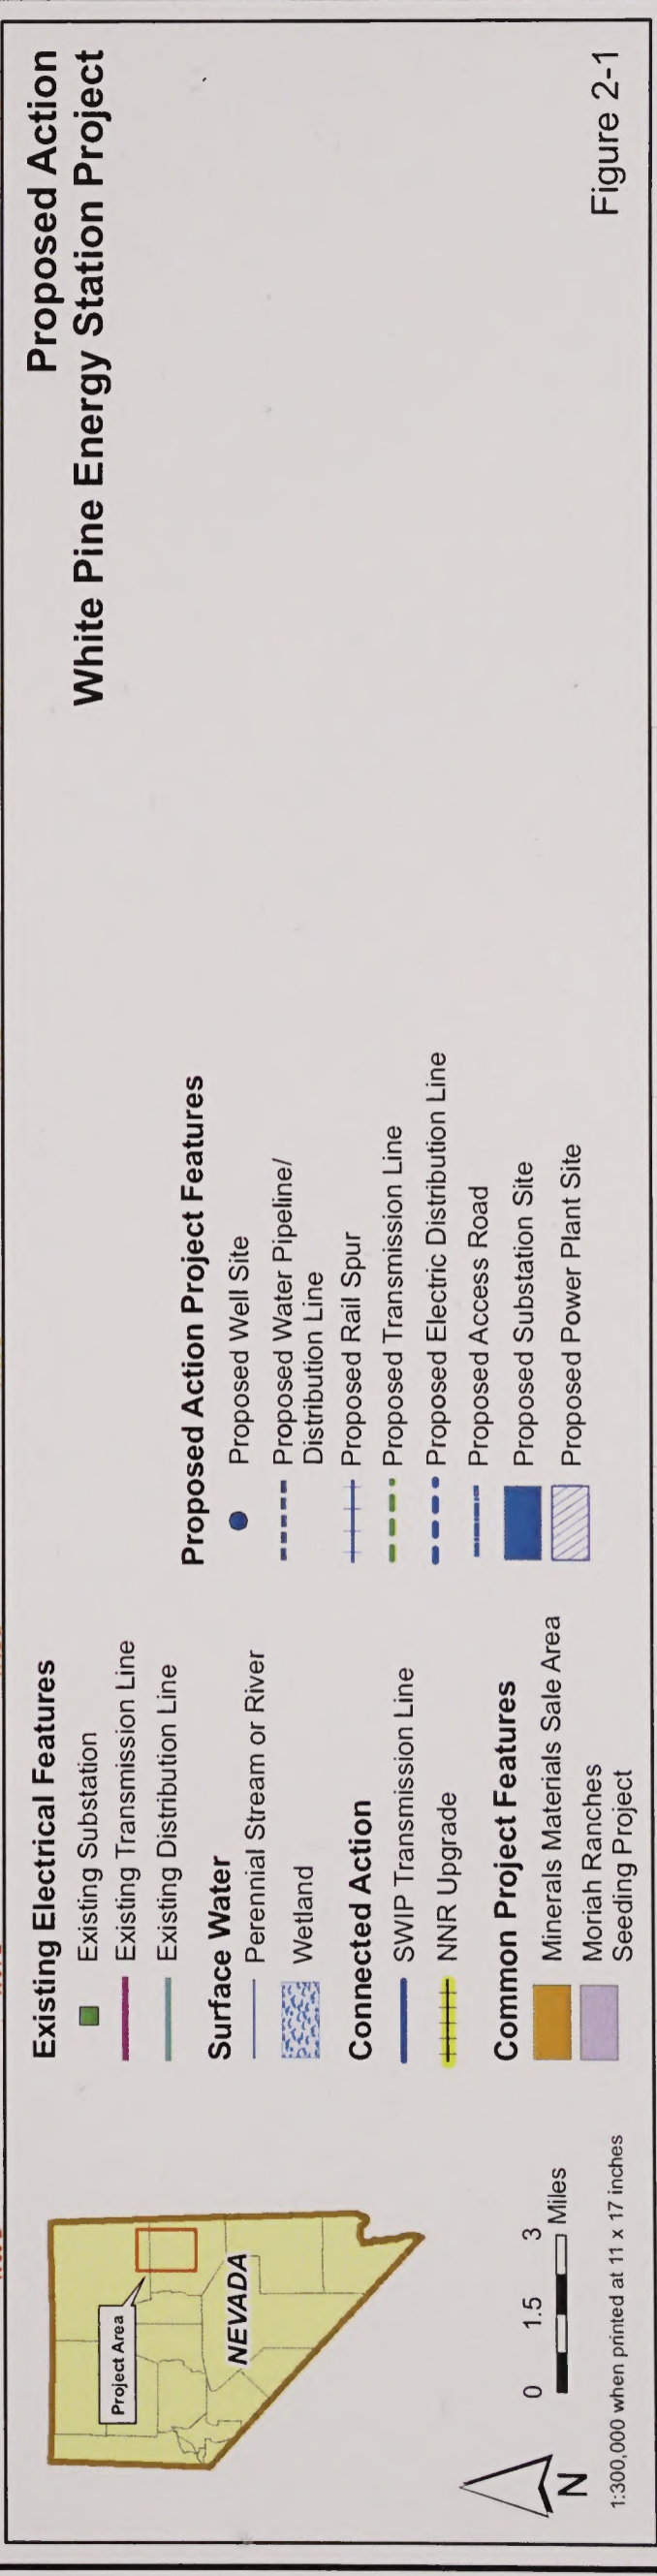 Project Area
NEVADA
N
0 1.5 3
Miles
1:300,000 when printed at 11 x 17 inches
Existing Electrical Features
Existing Substation
Existing Transmission Line
Existing Distribution Line
Surface Water
Perennial Stream or River
Wetland
Connected Action
SWIP Transmission Line
NNR Upgrade
Common Project Features
Minerals Materials Sale Area
Moriah Ranches
Seeding Project
Proposed Action Project Features
Proposed Well Site
Proposed Water Pipeline/
Distribution Line
Proposed Rail Spur
Proposed Transmission Line
Proposed Electric Distribution Line
Proposed Access Road
Proposed Substation Site
Proposed Power Plant Site
Proposed Action
White Pine Energy Station Project
Figure 2-1